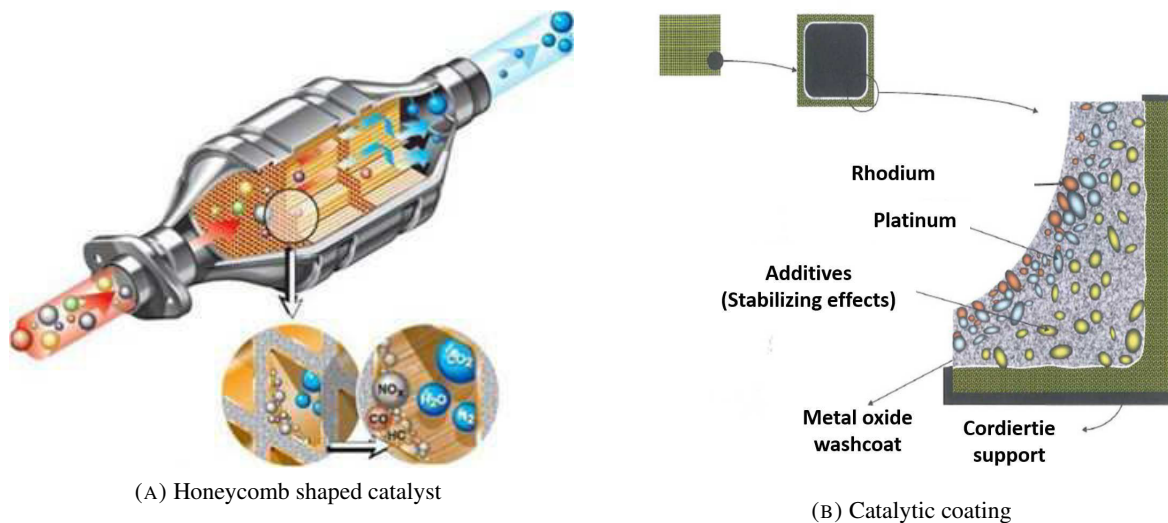 NOx
CO
HC
CO2
H2O
N2
(A) Honeycomb shaped catalyst
Rhodium
Platinum
Additives
(Stabilizing effects)
Metal oxide
washcoat
Cordiertie
support
(B) Catalytic coating